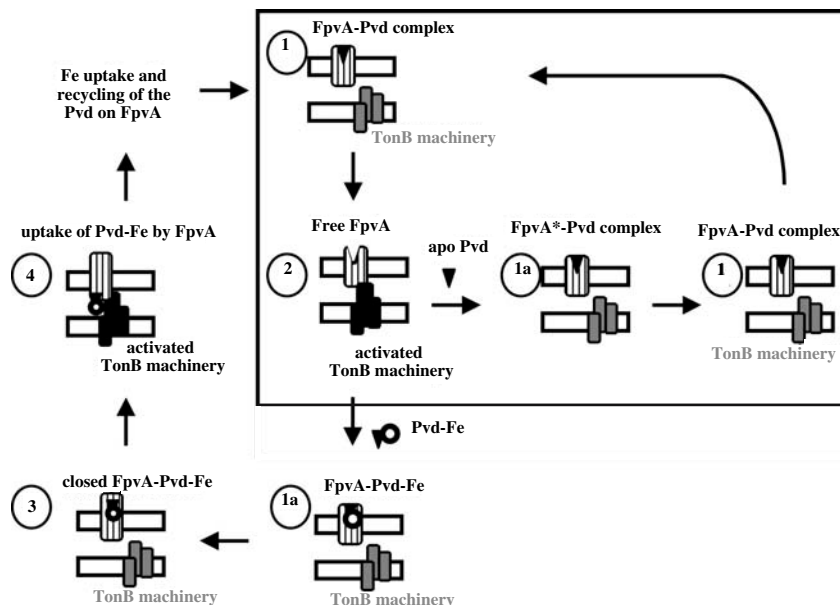 FpvA-Pvd complex
1
Fe uptake and
recycling of the
Pvd on FpvA
TonB machinery
uptake of Pvd-Fe by FpvA
4
activated
TonB machinery
Free FpvA
2
activated
TonB machinery
apo Pvd
FpvA*-Pvd complex
1a
FpvA-Pvd complex
1
TonB machinery
Pvd-Fe
closed FpvA-Pvd-Fe
3
TonB machinery
FpvA-Pvd-Fe
1a
TonB machinery